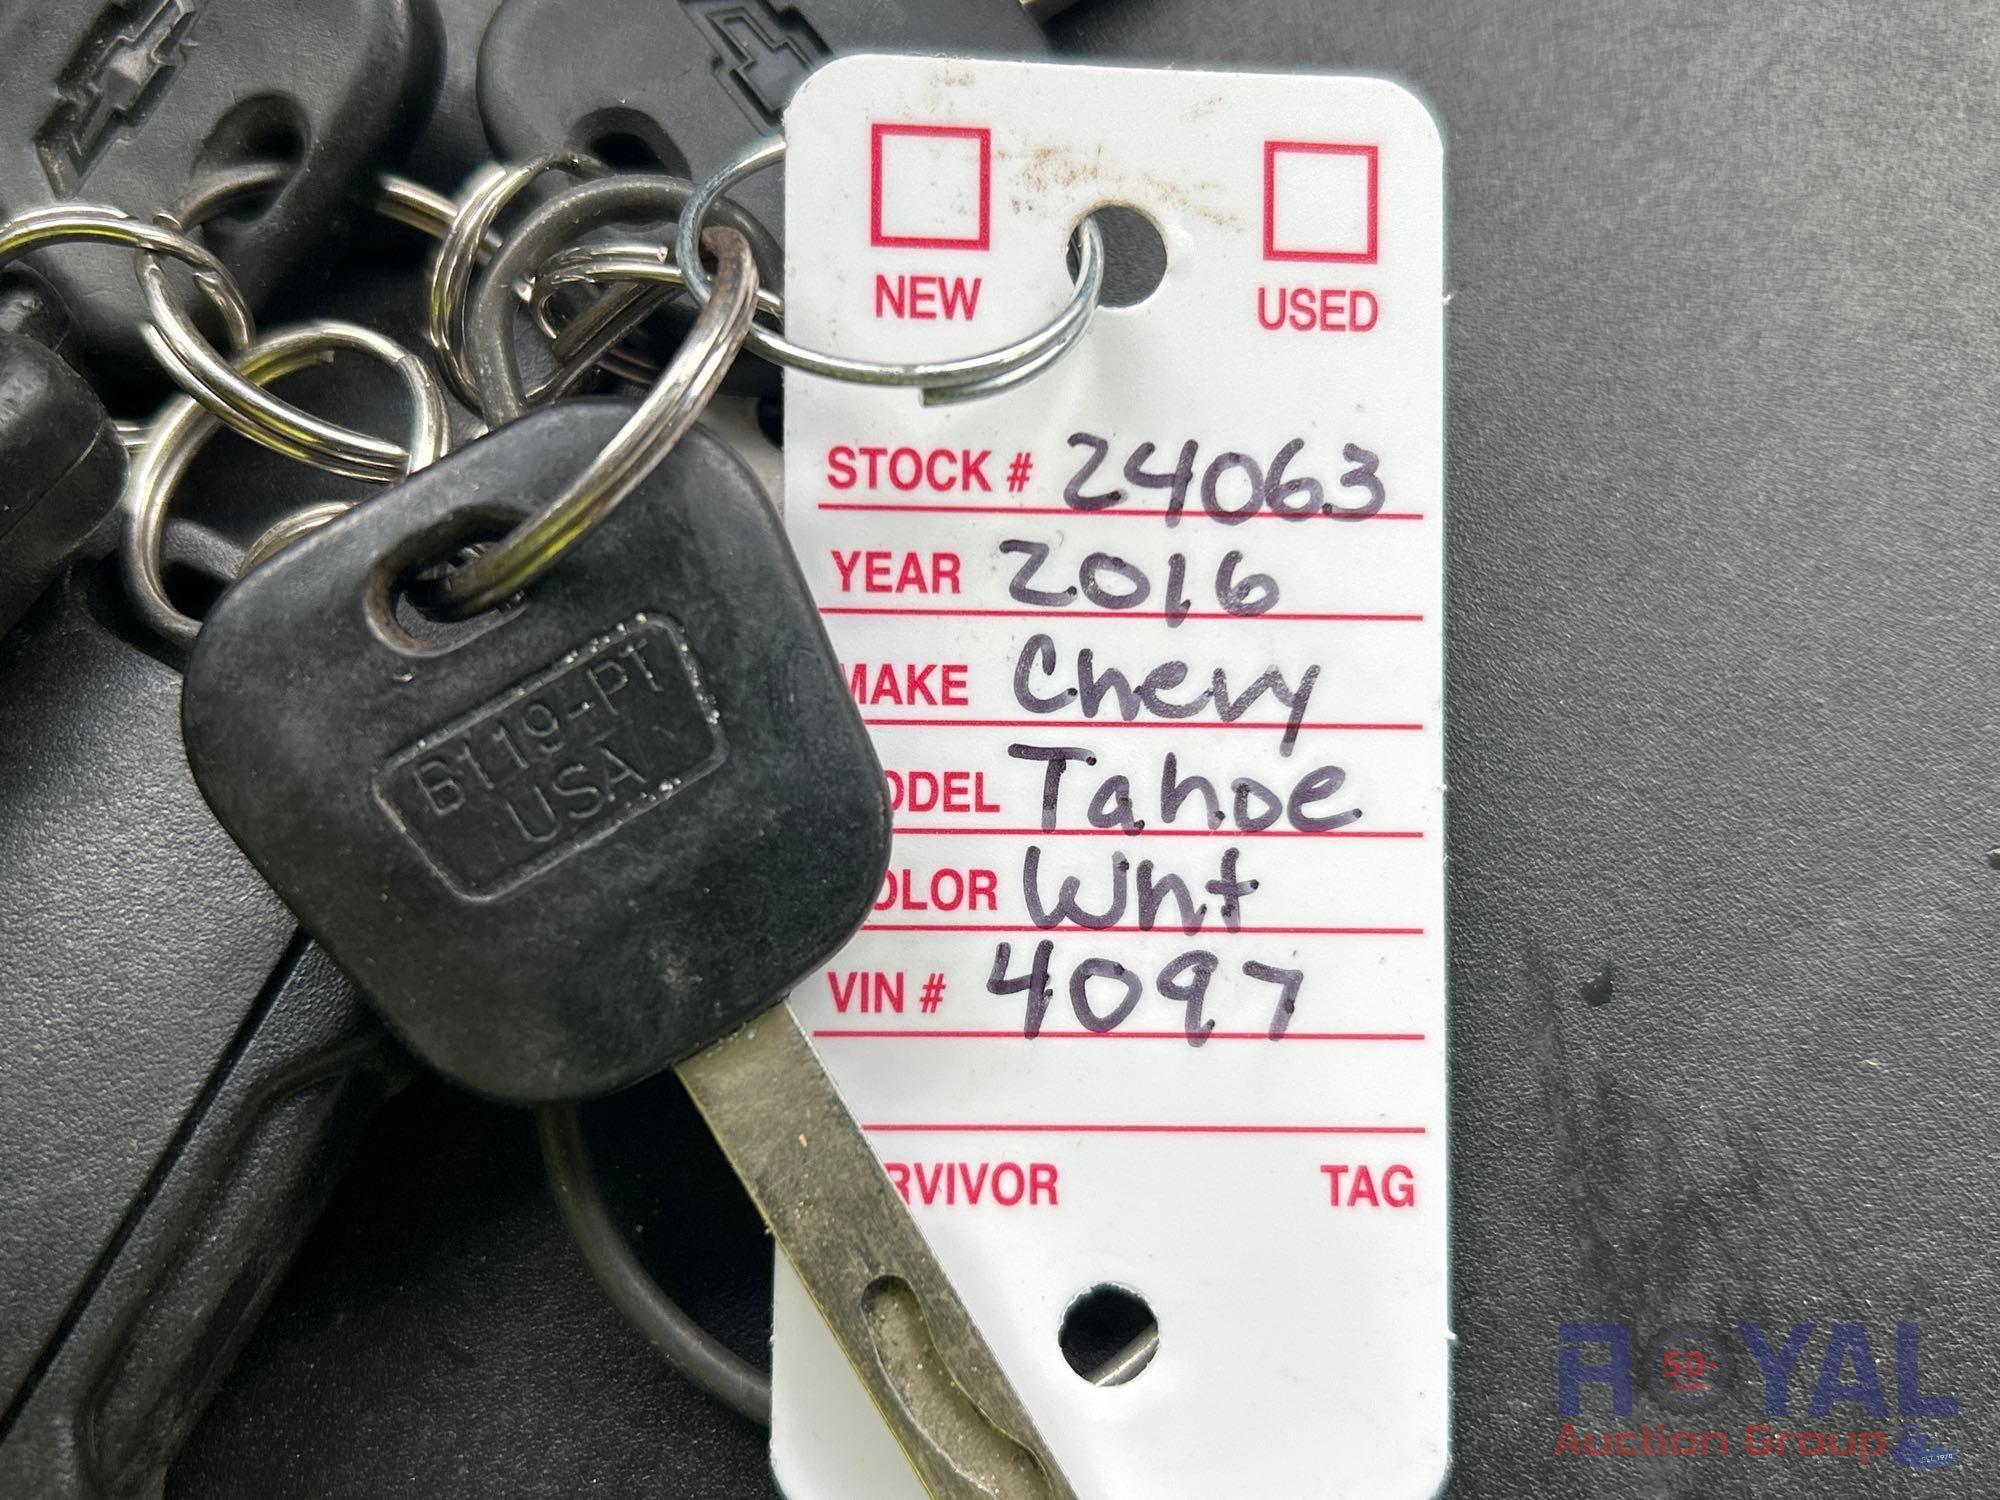 NEW USED
STOCK # 24063
YEAR 2016
MAKE Chevy
ODEL Tahoe
OLOR Wht
VIN # 4097
RVIVOR TAG
B119-PT
USA
ROYAL
50+
Auction Group